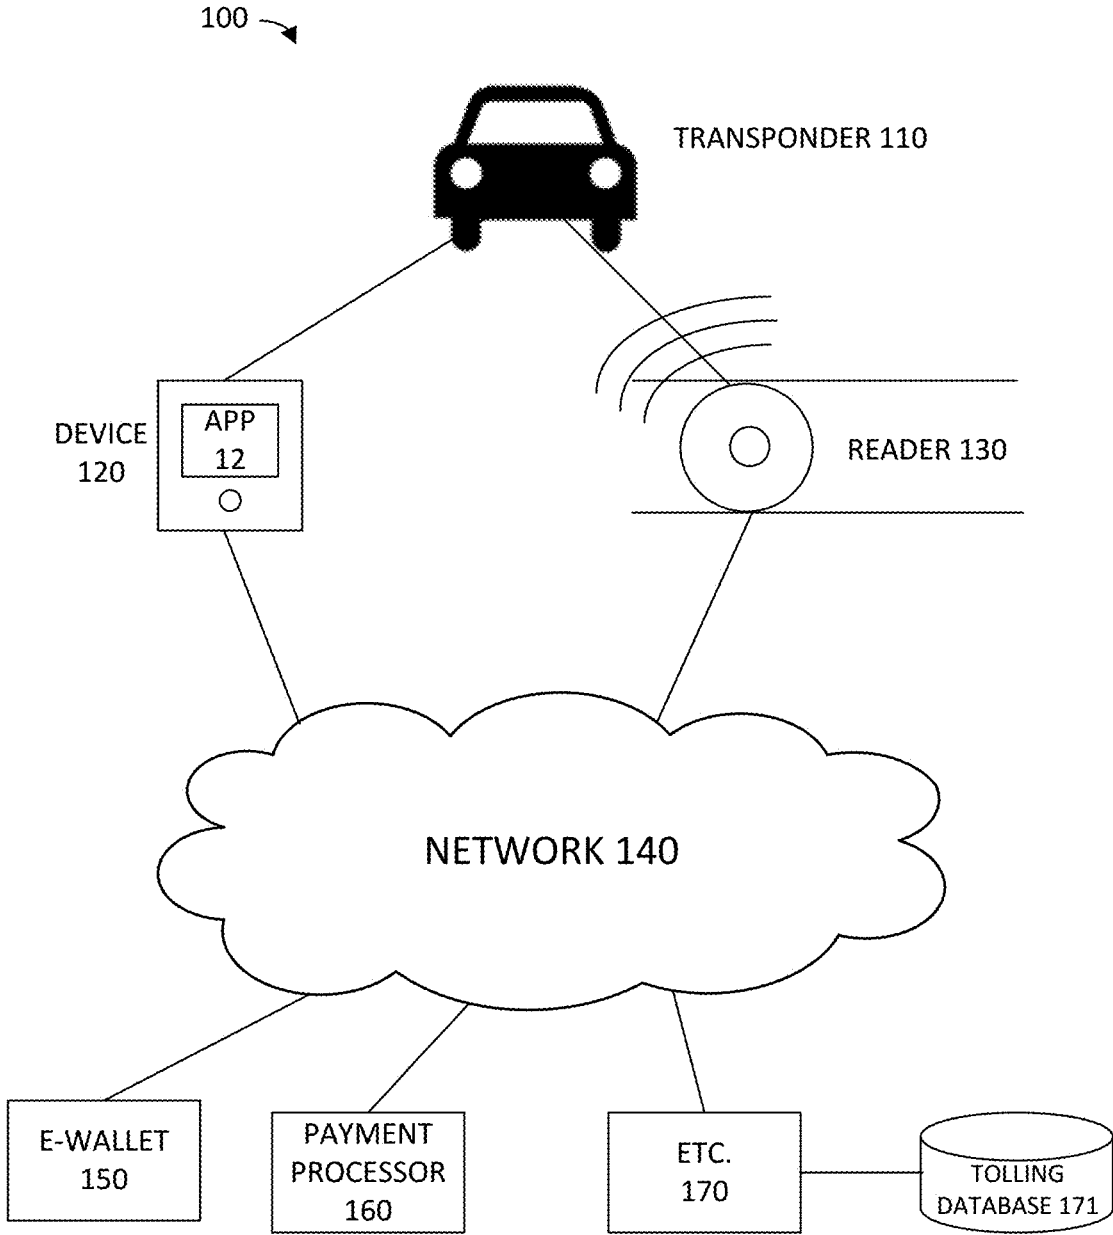 100
TRANSPONDER 110
DEVICE
120
APP
12
READER 130
NETWORK 140
E-WALLET
150
PAYMENT
PROCESSOR
160
ETC.
170
TOLLING
DATABASE 171